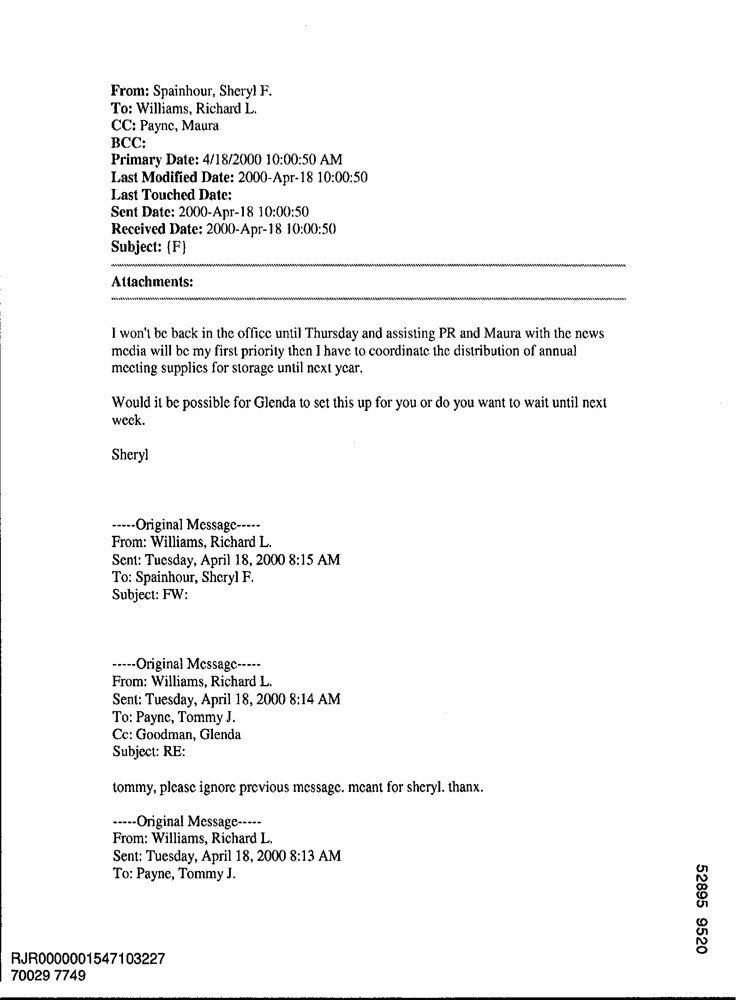 From: Spainhour, Sheryl F.
To: Williams, Richard L.
CC: Payne, Maura
BCC:
Primary Date: 4/18/2000 10:00:50 AM
Last Modified Date: 2000-Apr-18 10:00:50
Last Touched Date:
Sent Date: 2000-Apr-18 10:00:50
Received Date: 2000-Apr-18 10:00:50
Subject: {F}
Attachments:
I won't be back in the office until Thursday and assisting PR and Maura with the news
media will be my first priority then I have to coordinate the distribution of annual
meeting supplies for storage until next year.
Would it be possible for Glenda to set this up for you or do you want to wait until next
week.
Sheryl
-----Original Message-----
From: Williams, Richard L.
Sent: Tuesday, April 18, 2000 8:15 AM
To: Spainhour, Sheryl F.
Subject: FW:
-----Original Message-----
From: Williams, Richard L.
Sent: Tuesday, April 18, 2000 8:14 AM
To: Payne, Tommy J.
Cc: Goodman, Glenda
Subject: RE:
tommy, please ignore previous message. meant for sheryl. thanx.
-----Original Message-----
From: Williams, Richard L.
Sent: Tuesday, April 18, 2000 8:13 AM
To: Payne, Tommy J.
52895 9520
RJR0000001547103227
70029 7749